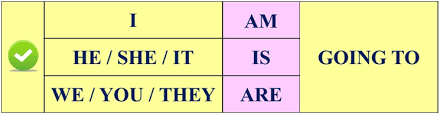 I AM
HE / SHE / IT IS GOING TO
WE / YOU / THEY ARE